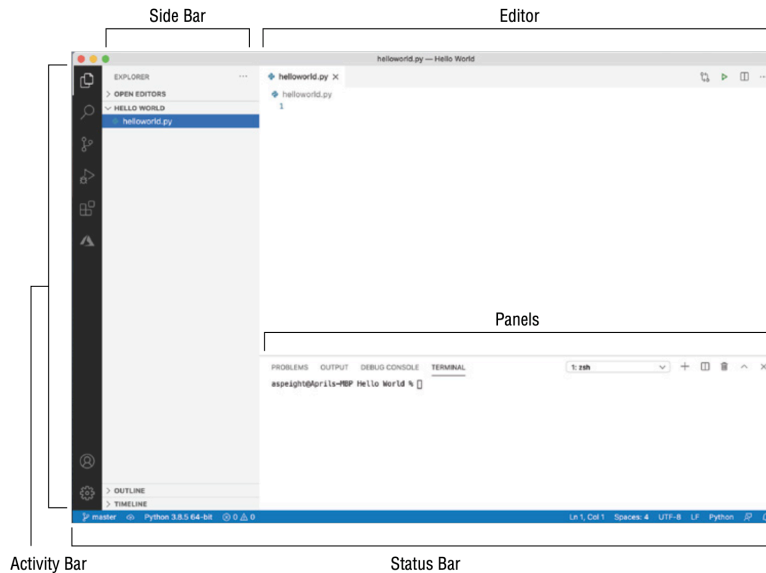 Side Bar
Editor
helloworld.py — Hello World
EXPLORER ...
OPEN EDITORS
HELLO WORLD
helloworld.py
helloworld.py
helloworld.py
1
Panels
PROBLEMS OUTPUT DEBUG CONSOLE TERMINAL
1: zsh
aspeight@Aprils-MBP Hello World %
OUTLINE
TIMELINE
master Python 3.8.5 64-bit 0 0 Ln 1, Col 1 Spaces: 4 UTF-8 LF Python
Activity Bar
Status Bar